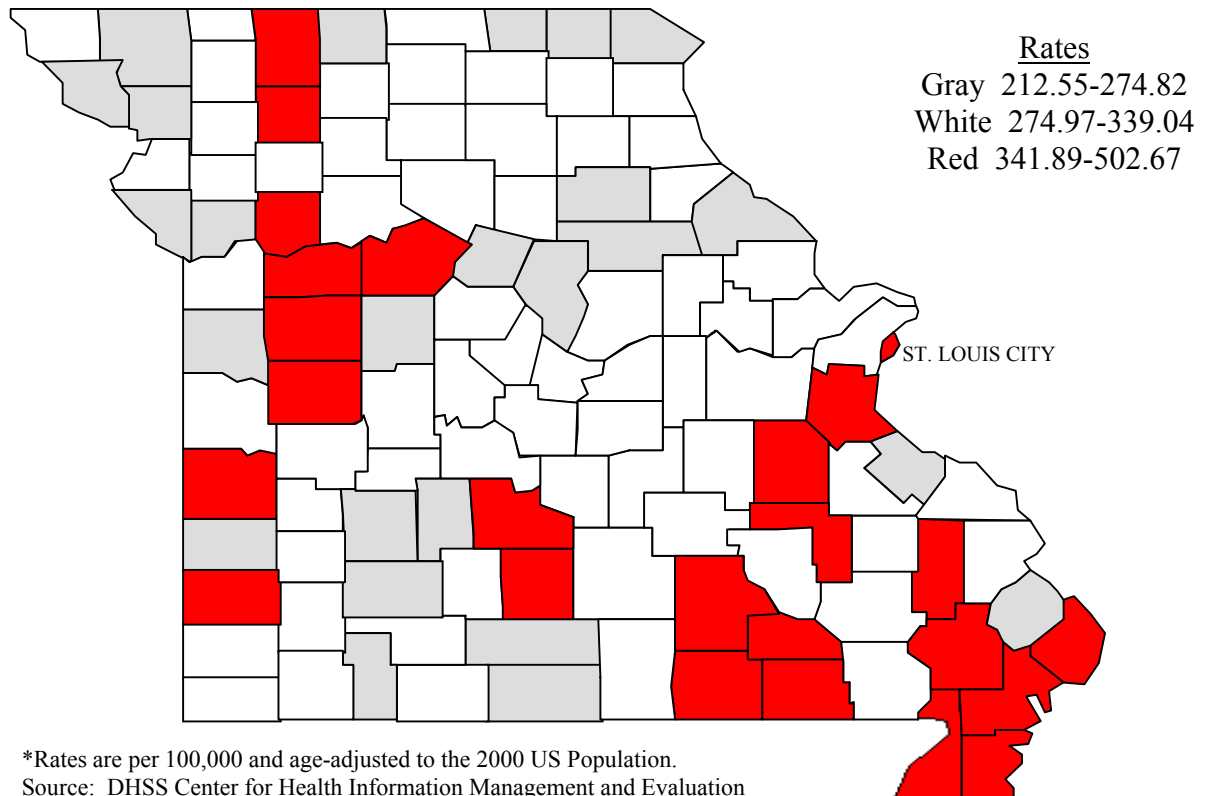 Rates
Gray 212.55-274.82
White 274.97-339.04
Red 341.89-502.67
ST. LOUIS CITY
*Rates are per 100,000 and age-adjusted to the 2000 US Population.
Source: DHSS Center for Health Information Management and Evaluation